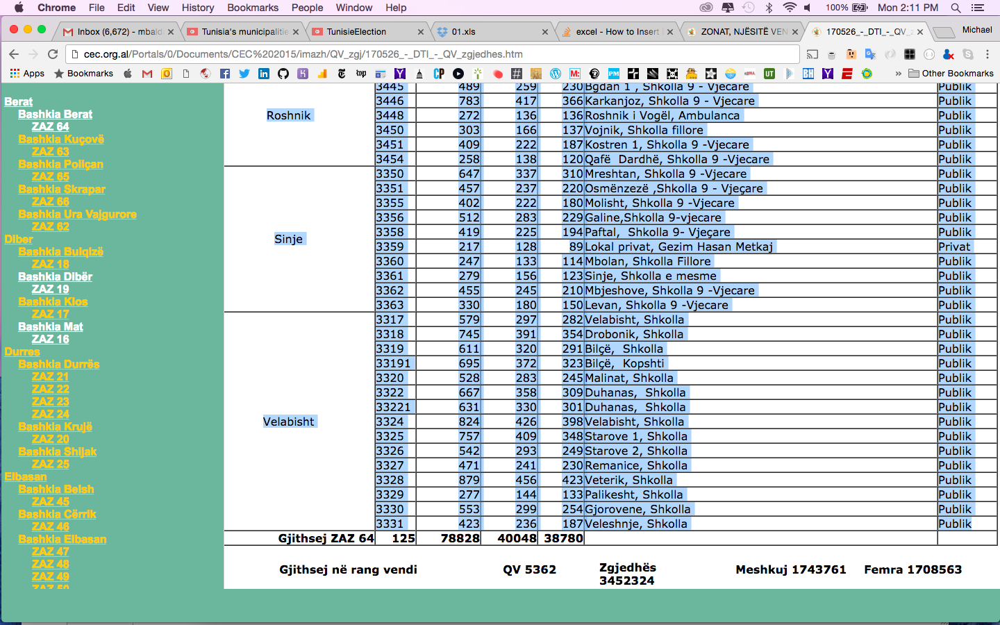 Chrome File Edit View History Bookmarks People Window Help 100% Mon 2:11 PM
Inbox (6,672) - mbald Tunisia's municipalitie TunisieElection 01.xls excel - How to Insert ZONAT, NJËSITË VEN 170526_-_DTI_-_QV_z Michael
cec.org.al/Portals/0/Documents/CEC%202015/imazh/QV_zgj/170526_-_DTI_-_QV_zgjedhes.htm
Apps Bookmarks » Other Bookmarks
Berat
Bashkia Berat
ZAZ 64
Bashkia Kuçovë
ZAZ 63
Bashkia Poliçan
ZAZ 65
Bashkia Skrapar
ZAZ 66
Bashkia Ura Vajgurore
ZAZ 62
Diber
Bashkia Bulqizë
ZAZ 18
Bashkia Dibër
ZAZ 19
Bashkia Klos
ZAZ 17
Bashkia Mat
ZAZ 16
Durres
Bashkia Durrës
ZAZ 21
ZAZ 22
ZAZ 23
ZAZ 24
Bashkia Krujë
ZAZ 20
Bashkia Shijak
ZAZ 25
Elbasan
Bashkia Belsh
ZAZ 45
Bashkia Cërrik
ZAZ 46
Bashkia Elbasan
ZAZ 47
ZAZ 48
ZAZ 49
ZAZ 50
3445 489 259 230 Bgdan 1 , Shkolla 9 - Vjecare Publik
3446 783 417 366 Karkanjoz, Shkolla 9 - Vjecare Publik
Roshnik 3448 272 136 136 Roshnik i Vogël, Ambulanca Publik
3450 303 166 137 Vojnik, Shkolla fillore Publik
3451 409 222 187 Kostren 1, Shkolla 9 -Vjecare Publik
3454 258 138 120 Qafë Dardhë, Shkolla 9 -Vjecare Publik
3350 647 337 310 Mreshtan, Shkolla 9 -Vjecare Publik
3351 457 237 220 Osmënzezë ,Shkolla 9 - Vjeçare Publik
3355 402 222 180 Molisht, Shkolla 9 -Vjecare Publik
3356 512 283 229 Galine,Shkolla 9-vjecare Publik
3358 419 225 194 Paftal, Shkolla 9- Vjeçare Publik
Sinje
3359 217 128 89 Lokal privat, Gezim Hasan Metkaj Privat
3360 247 133 114 Mbolan, Shkolla Fillore Publik
3361 279 156 123 Sinje, Shkolla e mesme Publik
3362 455 245 210 Mbjeshove, Shkolla 9 -Vjecare Publik
3363 330 180 150 Levan, Shkolla 9 -Vjecare Publik
3317 579 297 282 Velabisht, Shkolla Publik
3318 745 391 354 Drobonik, Shkolla Publik
3319 611 320 291 Bilçë, Shkolla Publik
33191 695 372 323 Bilçë, Kopshti Publik
3320 528 283 245 Malinat, Shkolla Publik
3322 667 358 309 Duhanas, Shkolla Publik
33221 631 330 301 Duhanas, Shkolla Publik
Velabisht 3324 824 426 398 Velabisht, Shkolla Publik
3325 757 409 348 Starove 1, Shkolla Publik
3326 542 293 249 Starove 2, Shkolla Publik
3327 471 241 230 Remanice, Shkolla Publik
3328 879 456 423 Veterik, Shkolla Publik
3329 277 144 133 Palikesht, Shkolla Publik
3330 553 299 254 Gjorovene, Shkolla Publik
3331 423 236 187 Veleshnje, Shkolla Publik
Gjithsej ZAZ 64 125 78828 40048 38780
Gjithsej në rang vendi QV 5362 Zgjedhës Meshkuj 1743761 Femra 1708563
3452324